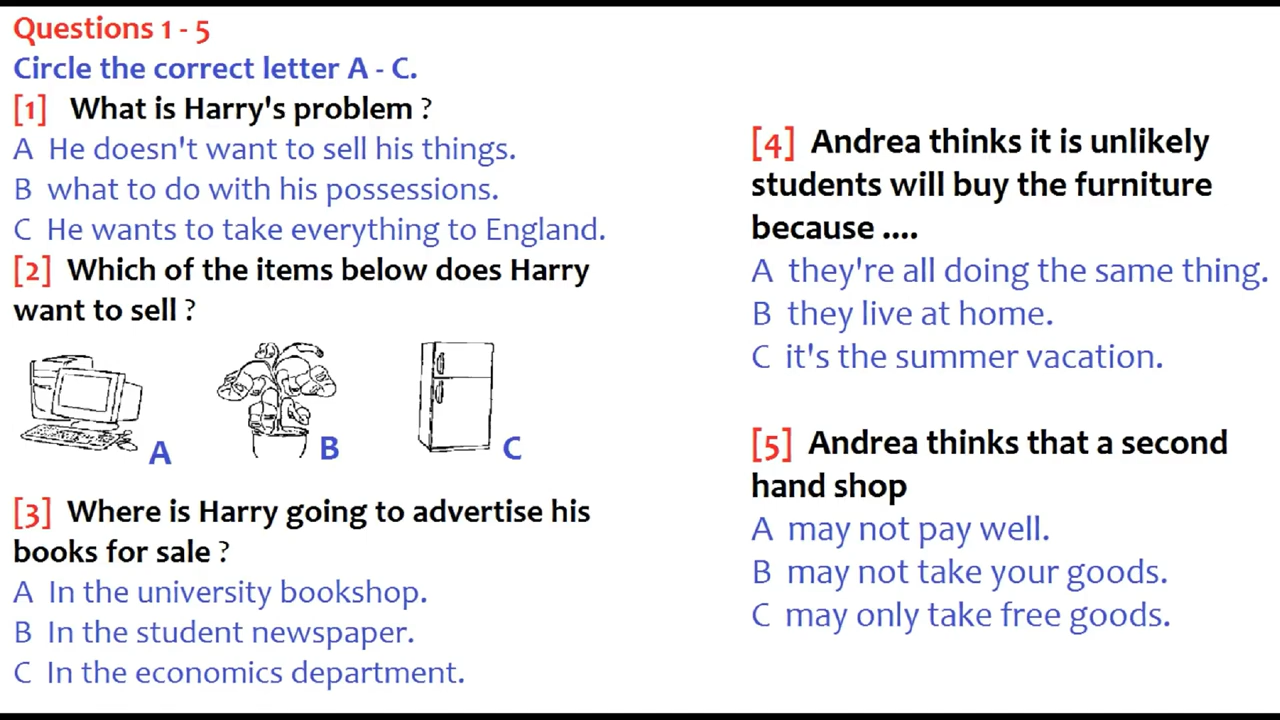 Questions 1 - 5
Circle the correct letter A - C.
[1] What is Harry's problem ?
A He doesn't want to sell his things.
B what to do with his possessions.
C He wants to take everything to England.
[2] Which of the items below does Harry
want to sell ?
A
B
C
[3] Where is Harry going to advertise his
books for sale ?
A In the university bookshop.
B In the student newspaper.
C In the economics department.
[4] Andrea thinks it is unlikely
students will buy the furniture
because ....
A they're all doing the same thing.
B they live at home.
C it's the summer vacation.
[5] Andrea thinks that a second
hand shop
A may not pay well.
B may not take your goods.
C may only take free goods.